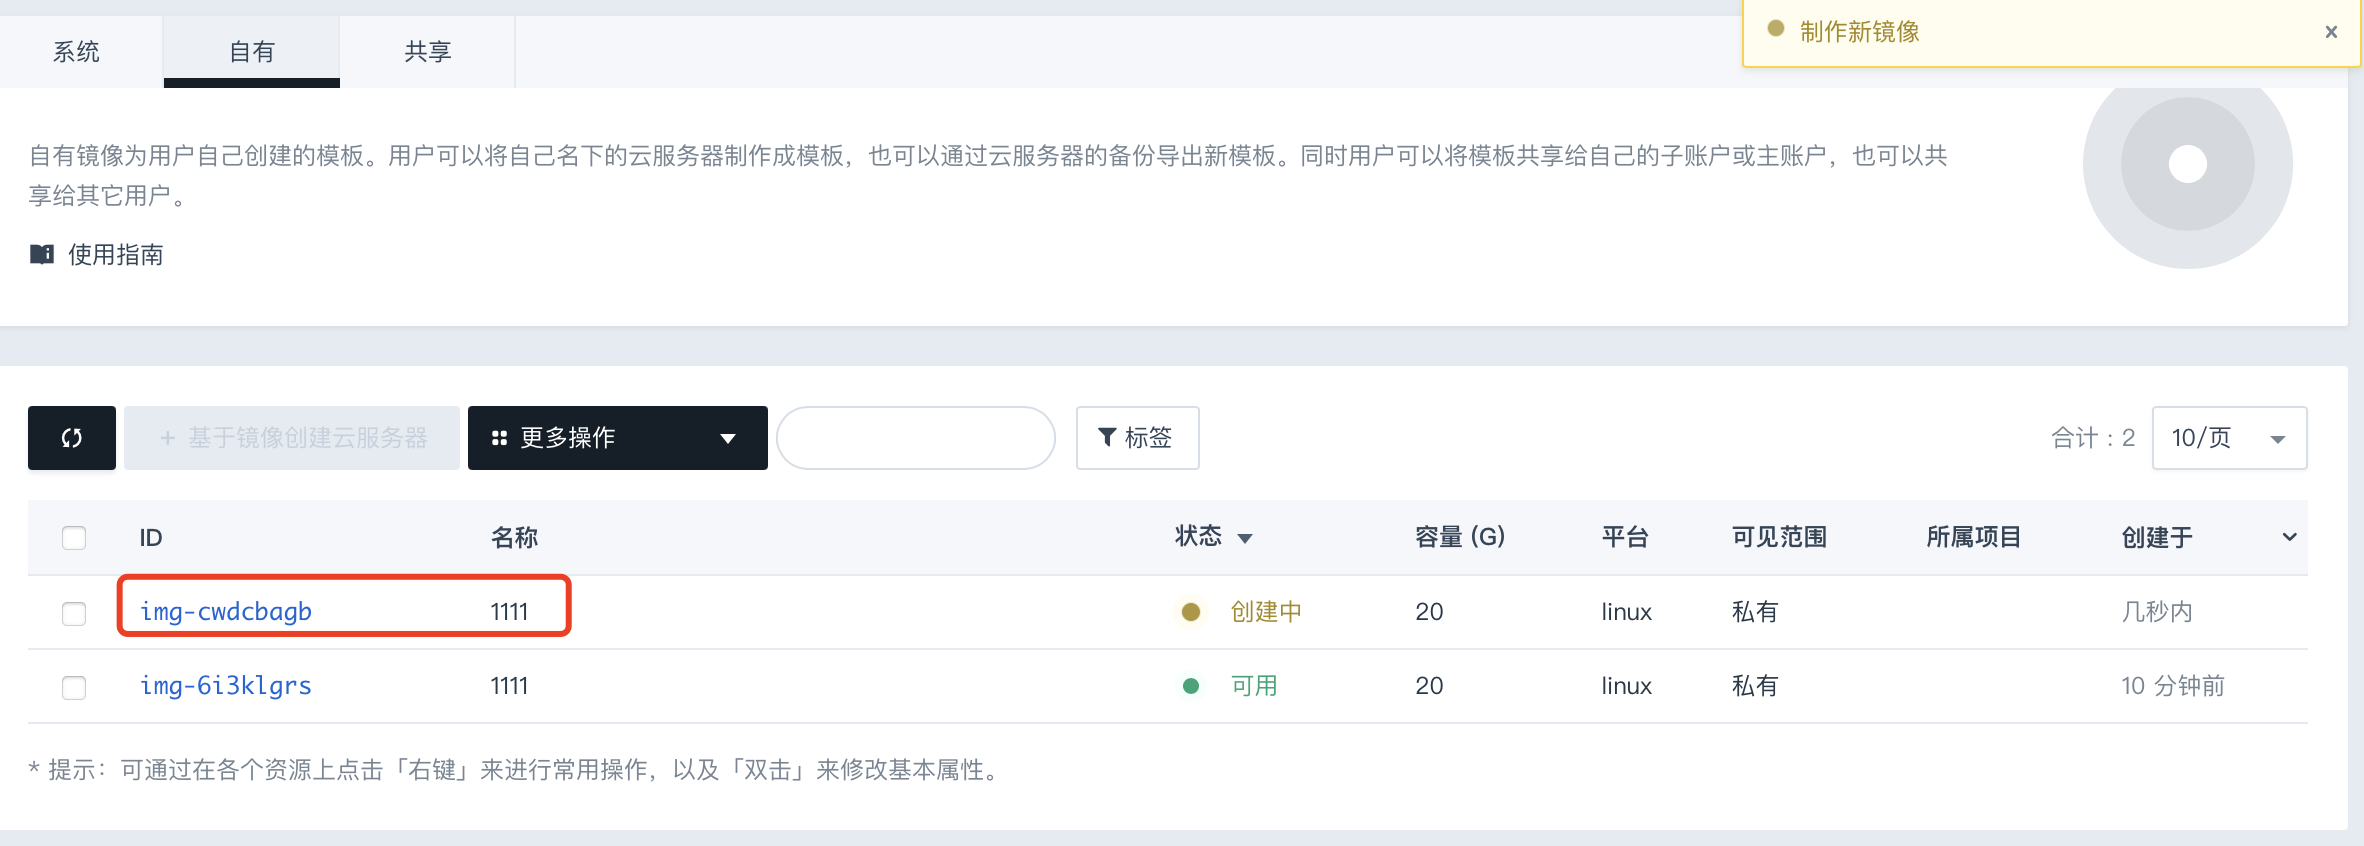 系统
自有
共享
制作新镜像
×
自有镜像为用户自己创建的模板。用户可以将自己名下的云服务器制作成模板，也可以通过云服务器的备份导出新模板。同时用户可以将模板共享给自己的子账户或主账户，也可以共
享给其它用户。
使用指南
+ 基于镜像创建云服务器
更多操作
标签
合计：2
10/页
ID 名称 状态 容量 (G) 平台 可见范围 所属项目 创建于
img-cwdcbagb 1111 创建中 20 linux 私有 几秒内
img-6i3klgrs 1111 可用 20 linux 私有 10 分钟前
* 提示：可通过在各个资源上点击「右键」来进行常用操作，以及「双击」来修改基本属性。